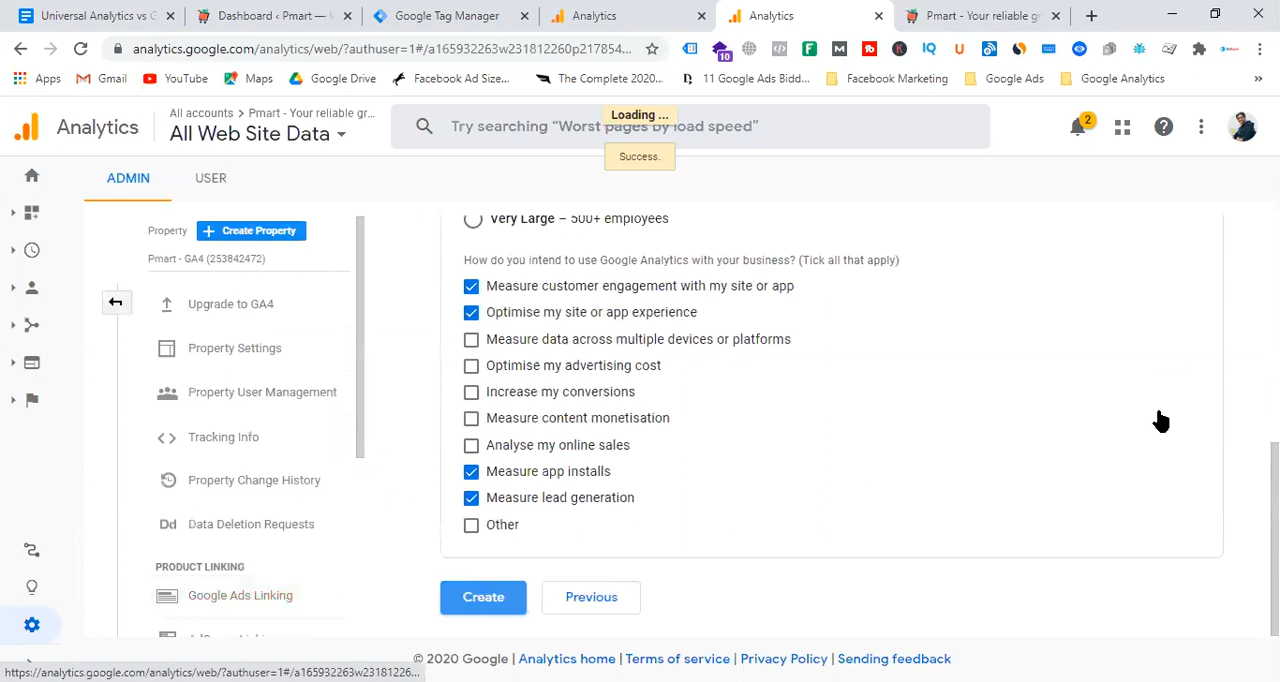 Universal Analytics vs G
Dashboard ‹ Pmart —
Google Tag Manager
Analytics
Analytics
Pmart - Your reliable gr
analytics.google.com/analytics/web/?authuser=1#/a165932263w231812260p217854...
10
Apps
Gmail
YouTube
Maps
Google Drive
Facebook Ad Size...
The Complete 2020...
11 Google Ads Bidd...
Facebook Marketing
Google Ads
Google Analytics
»
Analytics
All accounts > Pmart - Your reliable gr...
All Web Site Data
Try searching “Worst pages by load speed”
Loading ...
Success.
2
ADMIN
USER
Property
+ Create Property
Pmart - GA4 (253842472)
Upgrade to GA4
Property Settings
Property User Management
Tracking Info
Property Change History
Dd Data Deletion Requests
PRODUCT LINKING
Google Ads Linking
Very Large – 500+ employees
How do you intend to use Google Analytics with your business? (Tick all that apply)
Measure customer engagement with my site or app
Optimise my site or app experience
Measure data across multiple devices or platforms
Optimise my advertising cost
Increase my conversions
Measure content monetisation
Analyse my online sales
Measure app installs
Measure lead generation
Other
Create
Previous
© 2020 Google | Analytics home | Terms of service | Privacy Policy | Sending feedback
https://analytics.google.com/analytics/web/?authuser=1#/a165932263w23181226...